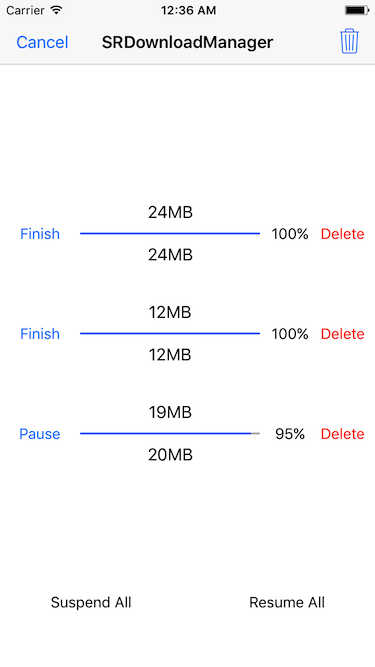 Carrier 12:36 AM
Cancel SRDownloadManager
24MB
Finish 100% Delete
24MB
12MB
Finish 100% Delete
12MB
19MB
Pause 95% Delete
20MB
Suspend All Resume All